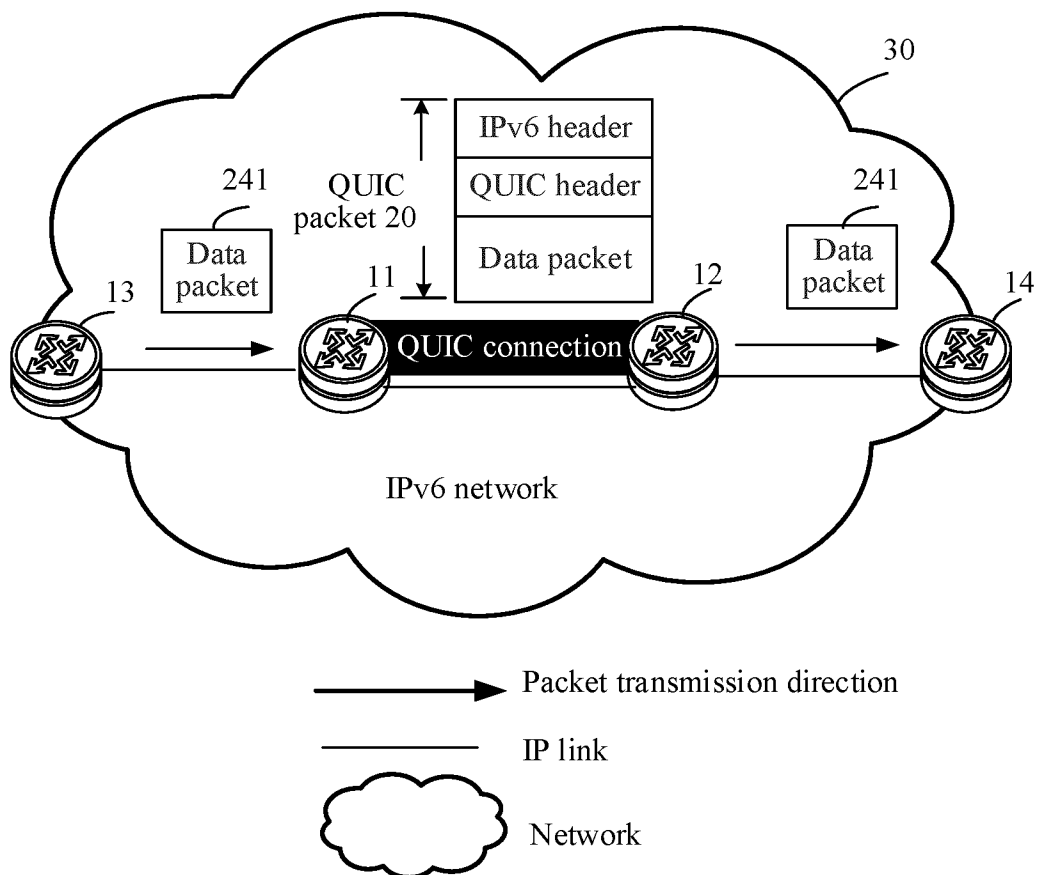 30
IPv6 header
241
QUIC
packet 20
QUIC header
241
Data
packet
Data packet
Data
packet
13
11
12
14
QUIC connection
IPv6 network
Packet transmission direction
IP link
Network